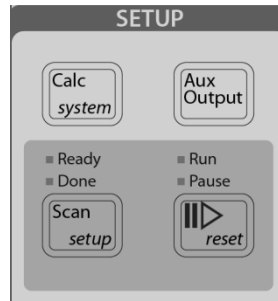 SETUP
Calc
system
Aux
Output
Ready
Done
Run
Pause
Scan
setup
reset